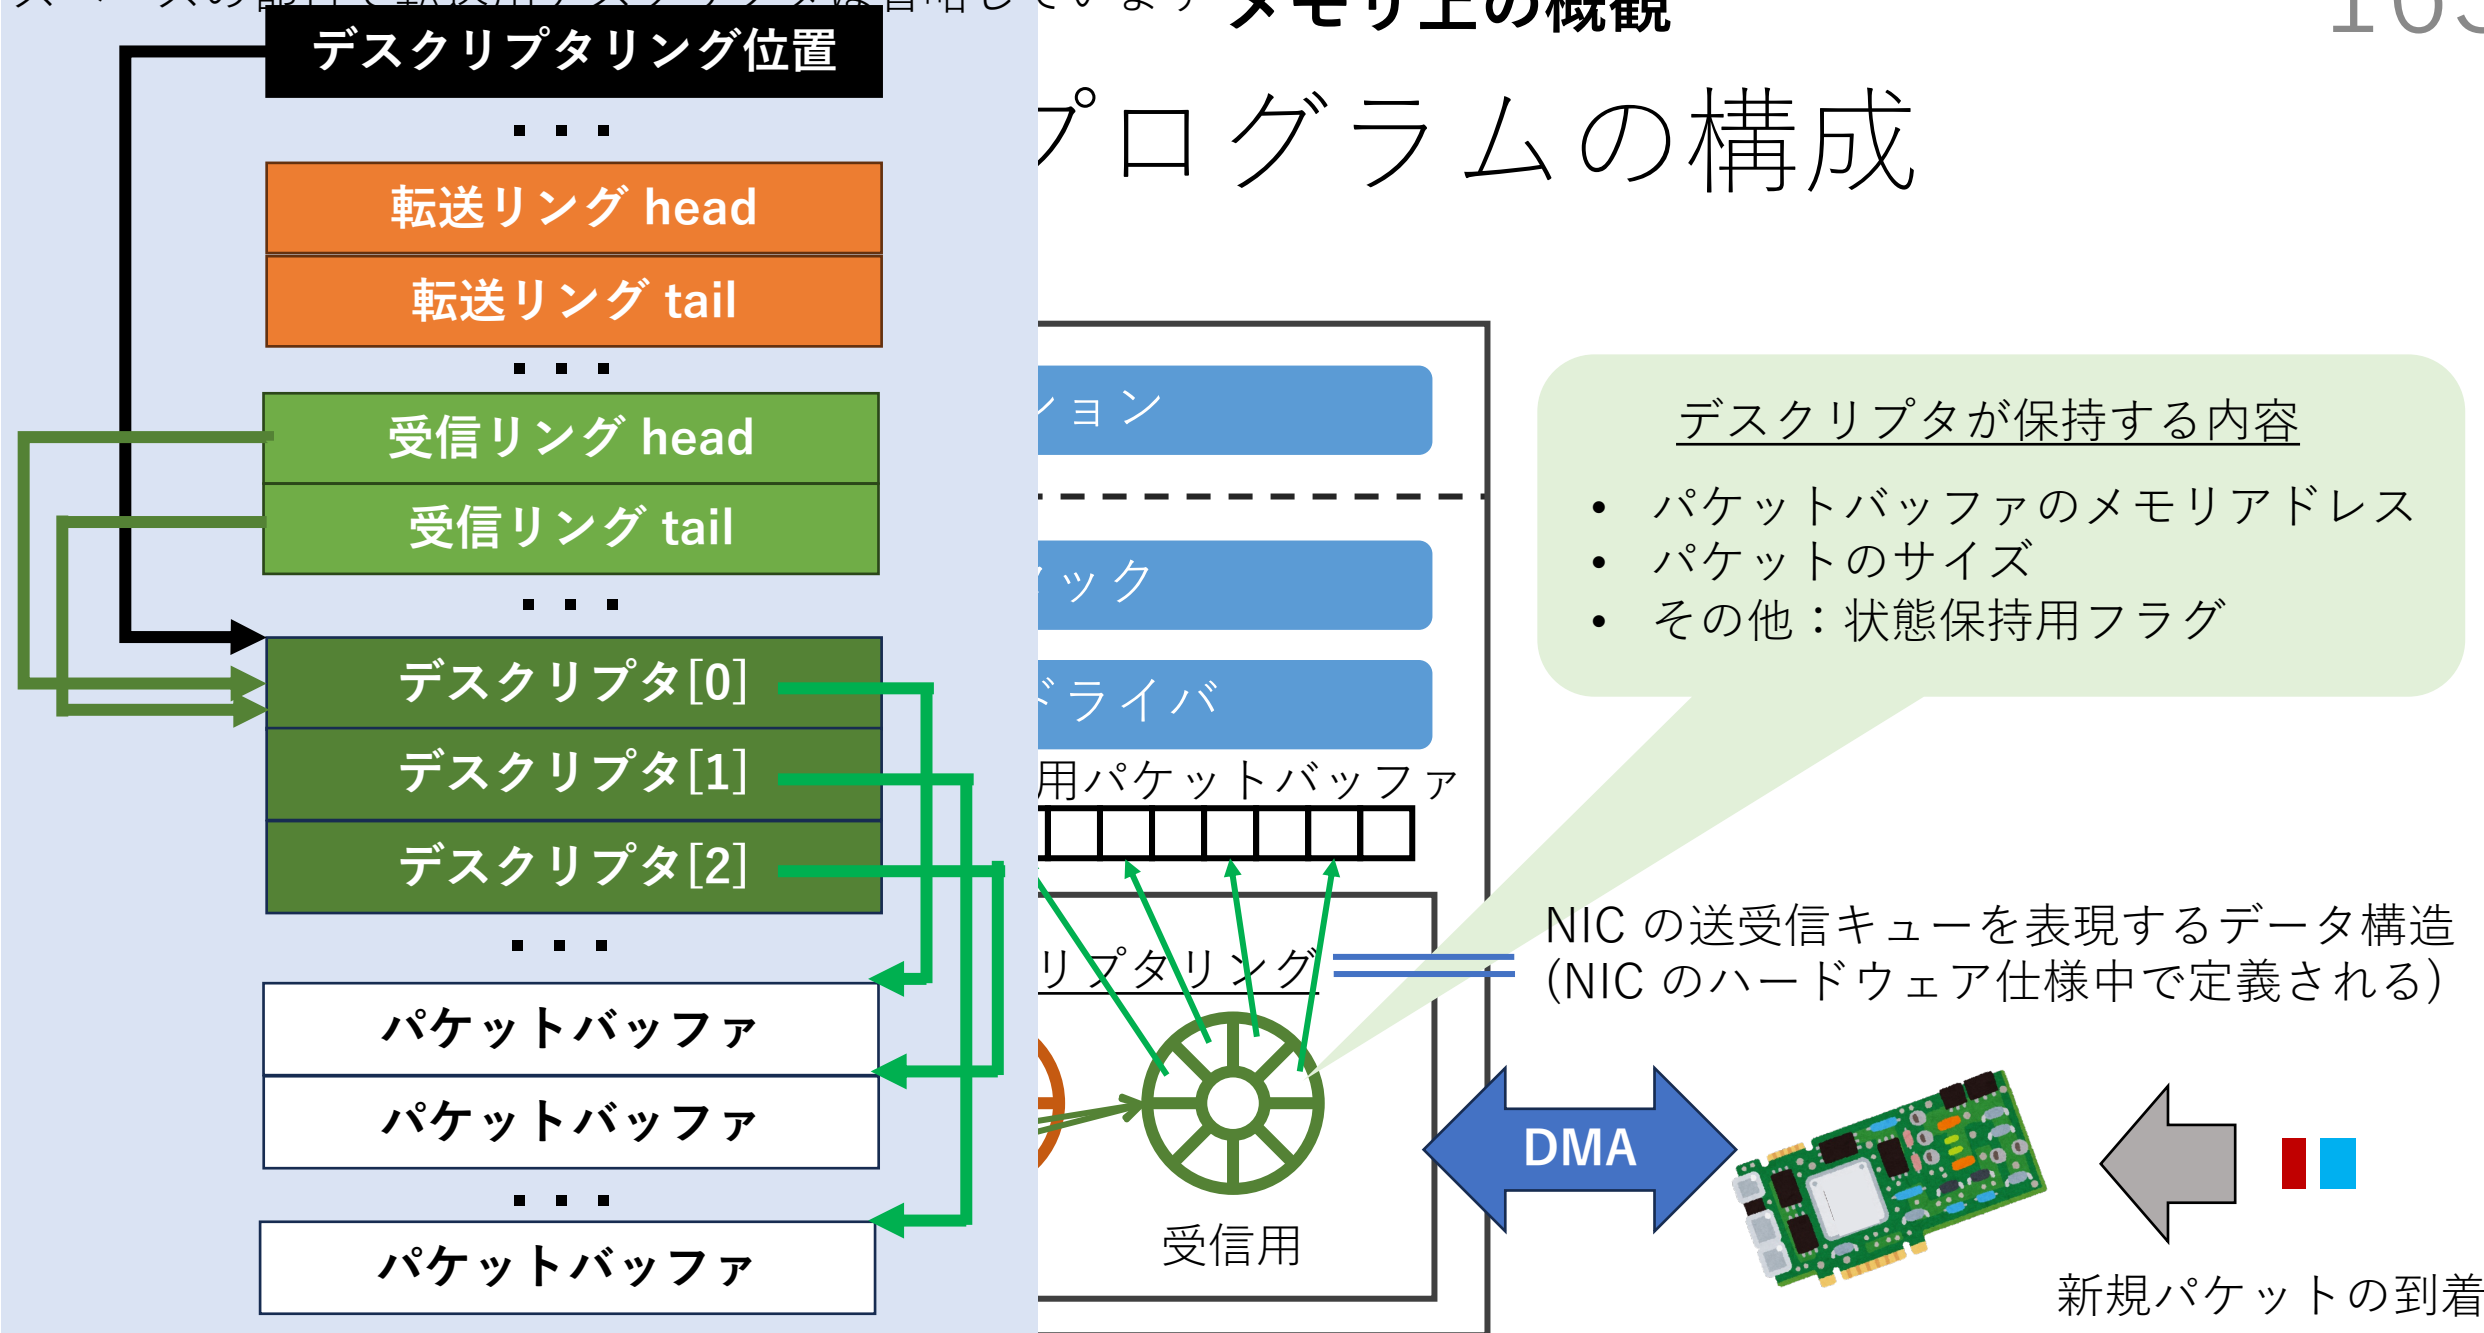 メモリ上の概観
デスクリプタリング位置
プログラムの構成
転送リング head
転送リング tail
受信リング head
受信リング tail
ション
デスクリプタが保持する内容
• パケットバッファのメモリアドレス
• パケットのサイズ
• その他：状態保持用フラグ
ック
ドライバ
デスクリプタ[0]
デスクリプタ[1]
デスクリプタ[2]
用パケットバッファ
リプタリング
NIC の送受信キューを表現するデータ構造
(NIC のハードウェア仕様中で定義される)
パケットバッファ
パケットバッファ
パケットバッファ
受信用
DMA
新規パケットの到着